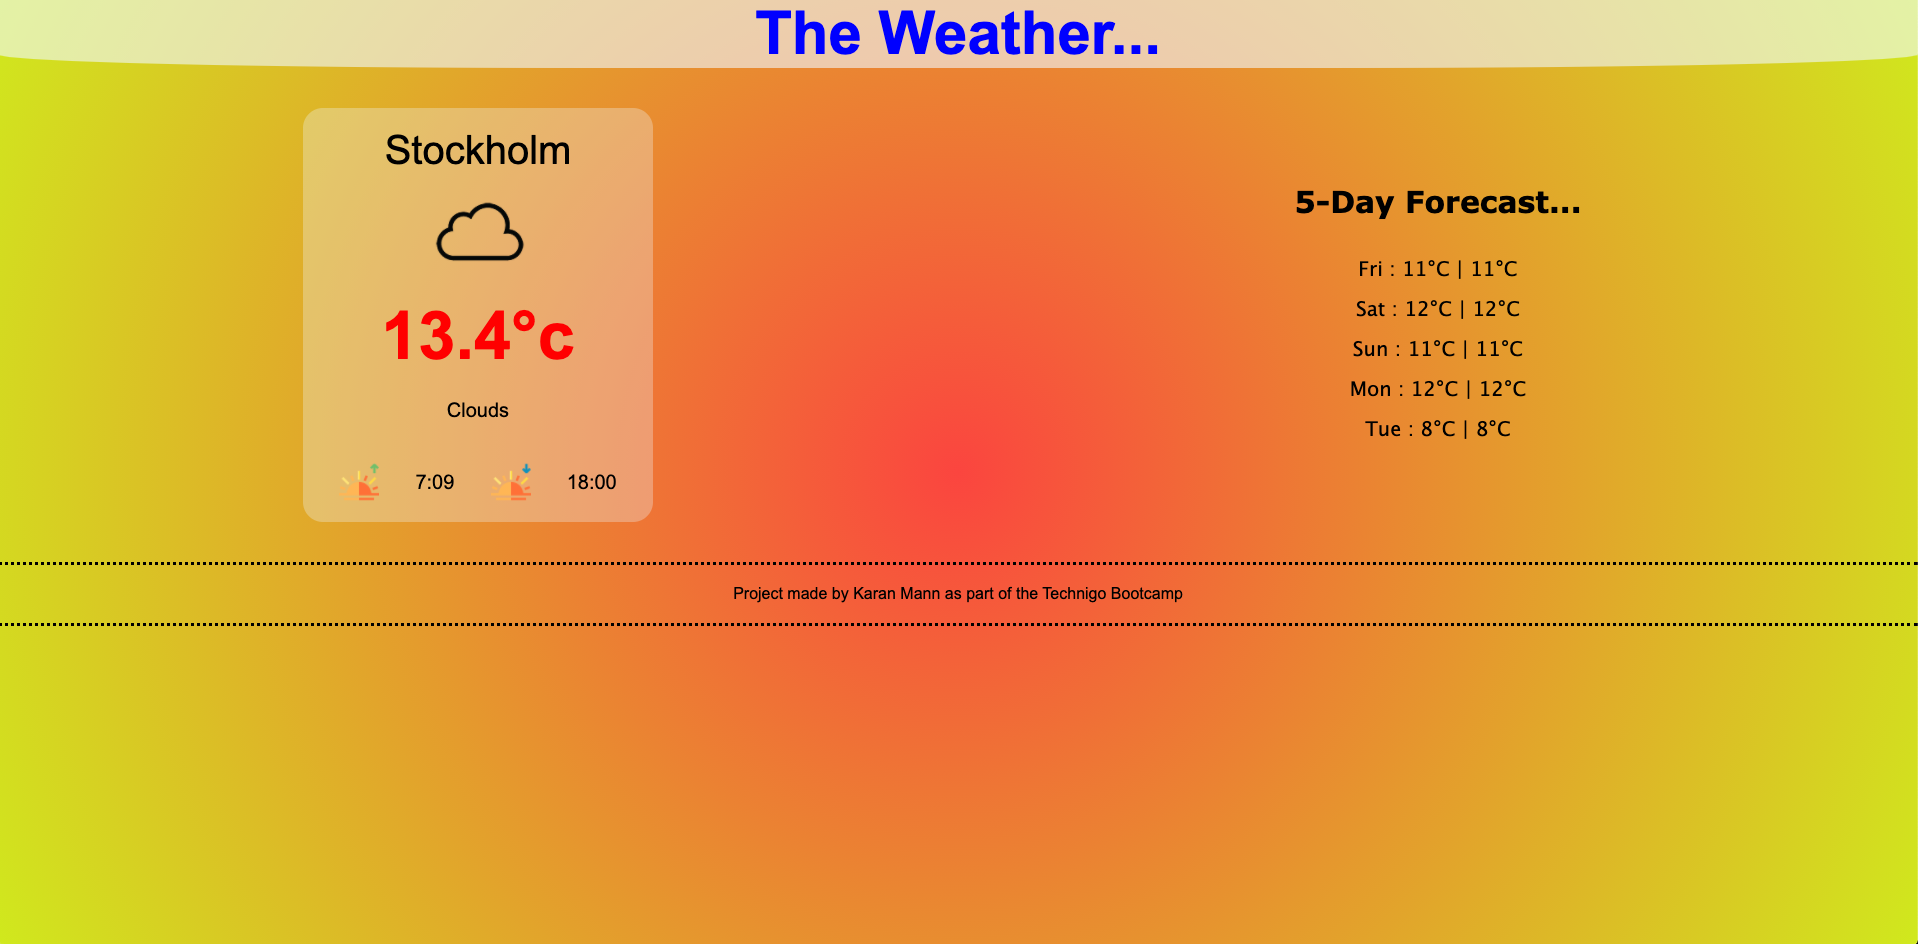 The Weather...
Stockholm
13.4°c
Clouds
7:09 18:00
5-Day Forecast...
Fri : 11°C | 11°C
Sat : 12°C | 12°C
Sun : 11°C | 11°C
Mon : 12°C | 12°C
Tue : 8°C | 8°C
Project made by Karan Mann as part of the Technigo Bootcamp